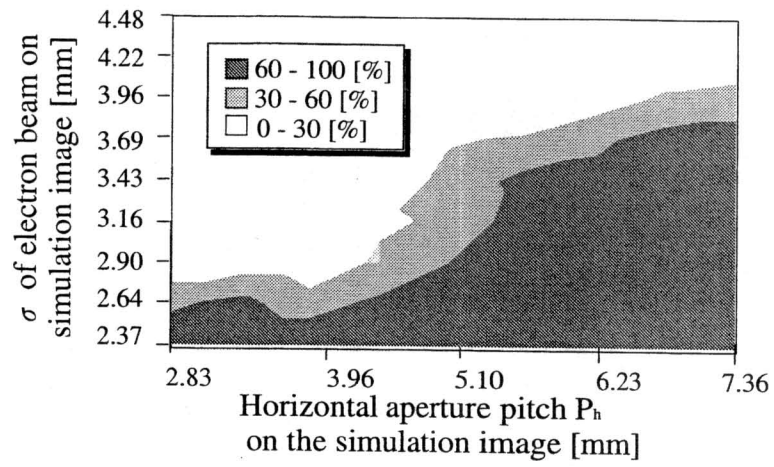 4.48
4.22
3.96
3.69
3.43
3.16
2.90
2.64
2.37
σ of electron beam on
simulation image [mm]
60 - 100 [%]
30 - 60 [%]
0 - 30 [%]
2.83 3.96 5.10 6.23 7.36
Horizontal aperture pitch Pₕ
on the simulation image [mm]